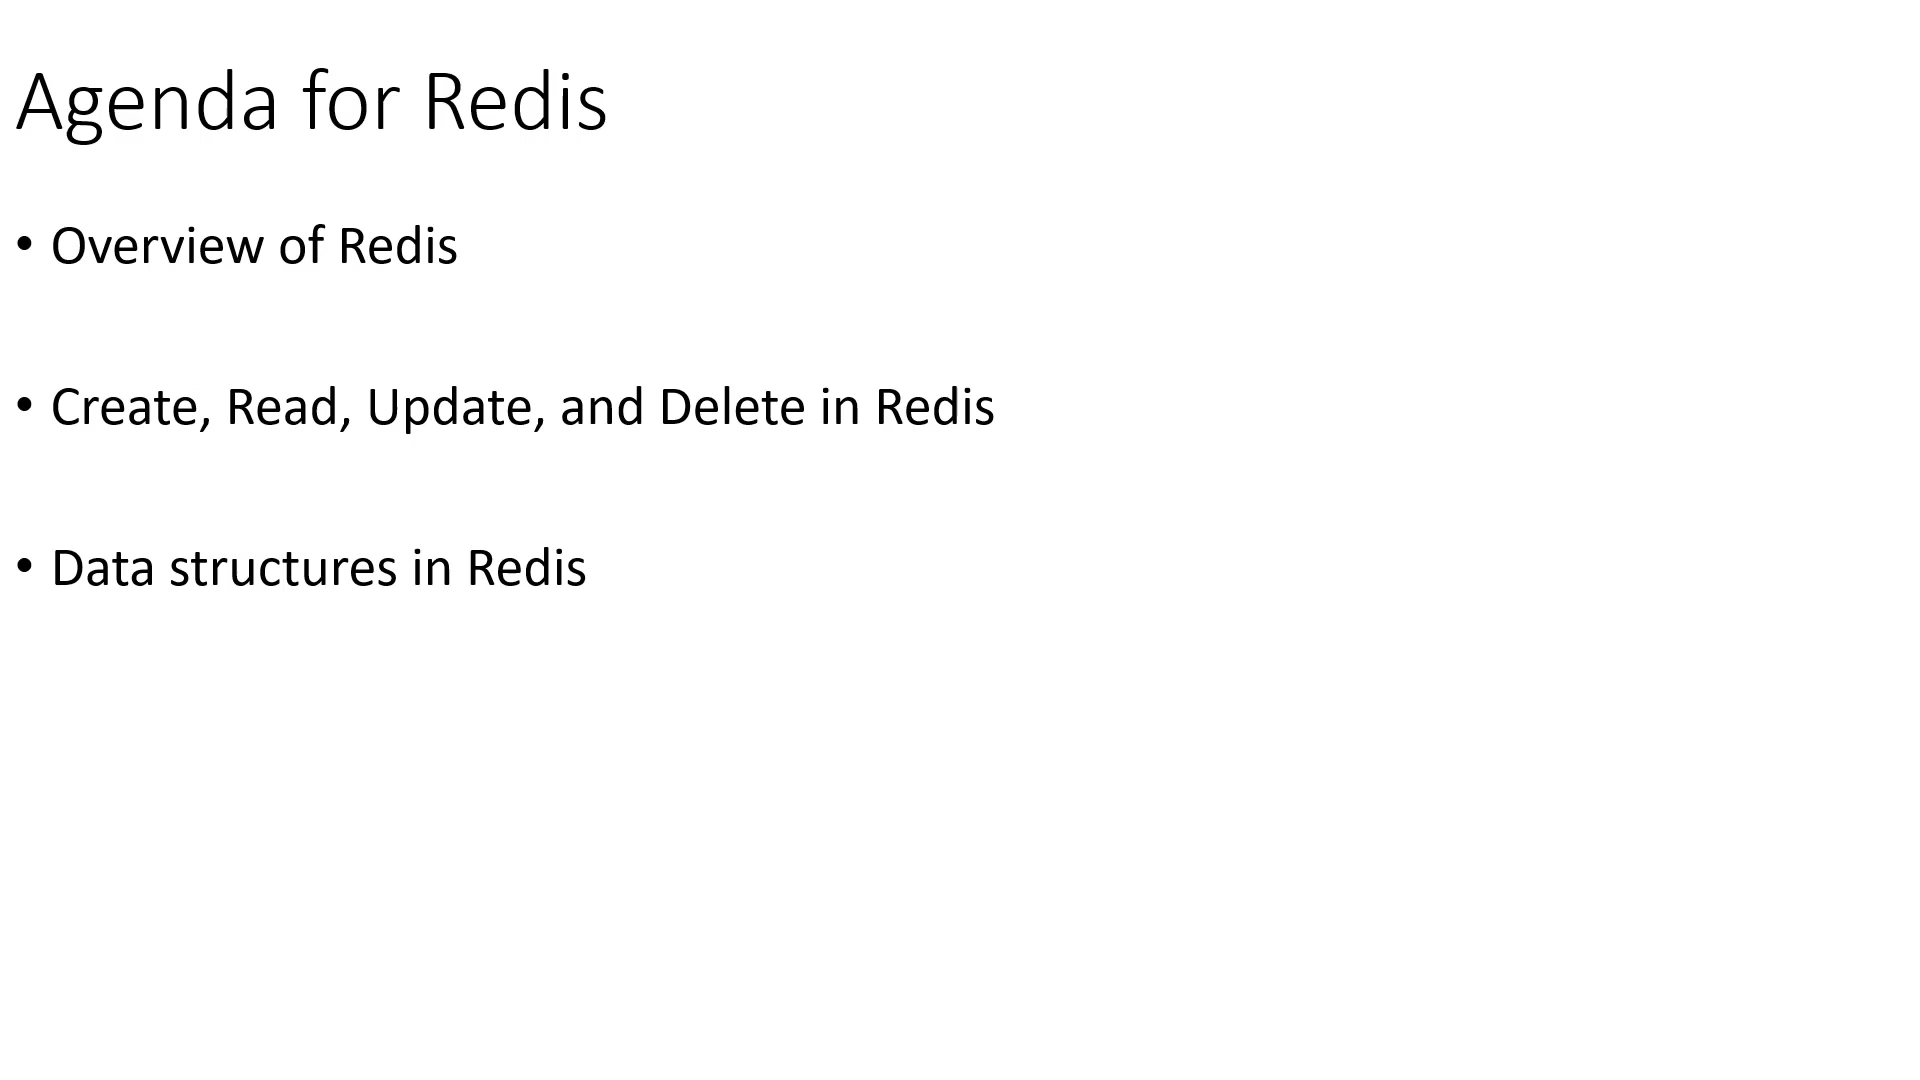 Agenda for Redis
• Overview of Redis
• Create, Read, Update, and Delete in Redis
• Data structures in Redis